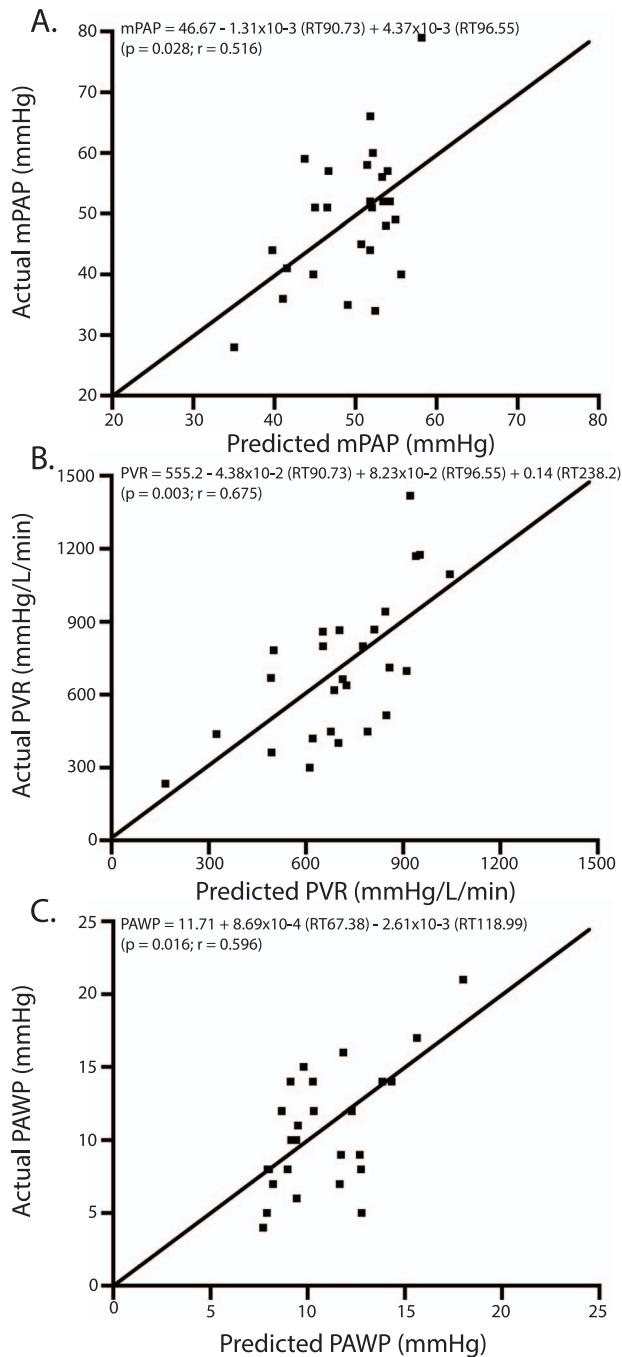 A.
mPAP = 46.67 - 1.31x10-3 (RT90.73) + 4.37x10-3 (RT96.55)
(p = 0.028; r = 0.516)
80
70
60
50
40
30
20
Actual mPAP (mmHg)
20 30 40 50 60 70 80
Predicted mPAP (mmHg)
B.
PVR = 555.2 - 4.38x10-2 (RT90.73) + 8.23x10-2 (RT96.55) + 0.14 (RT238.2)
(p = 0.003; r = 0.675)
1500
1200
900
600
300
0
Actual PVR (mmHg/L/min)
0 300 600 900 1200 1500
Predicted PVR (mmHg/L/min)
C.
PAWP = 11.71 + 8.69x10-4 (RT67.38) - 2.61x10-3 (RT118.99)
(p = 0.016; r = 0.596)
25
20
15
10
5
0
Actual PAWP (mmHg)
0 5 10 15 20 25
Predicted PAWP (mmHg)